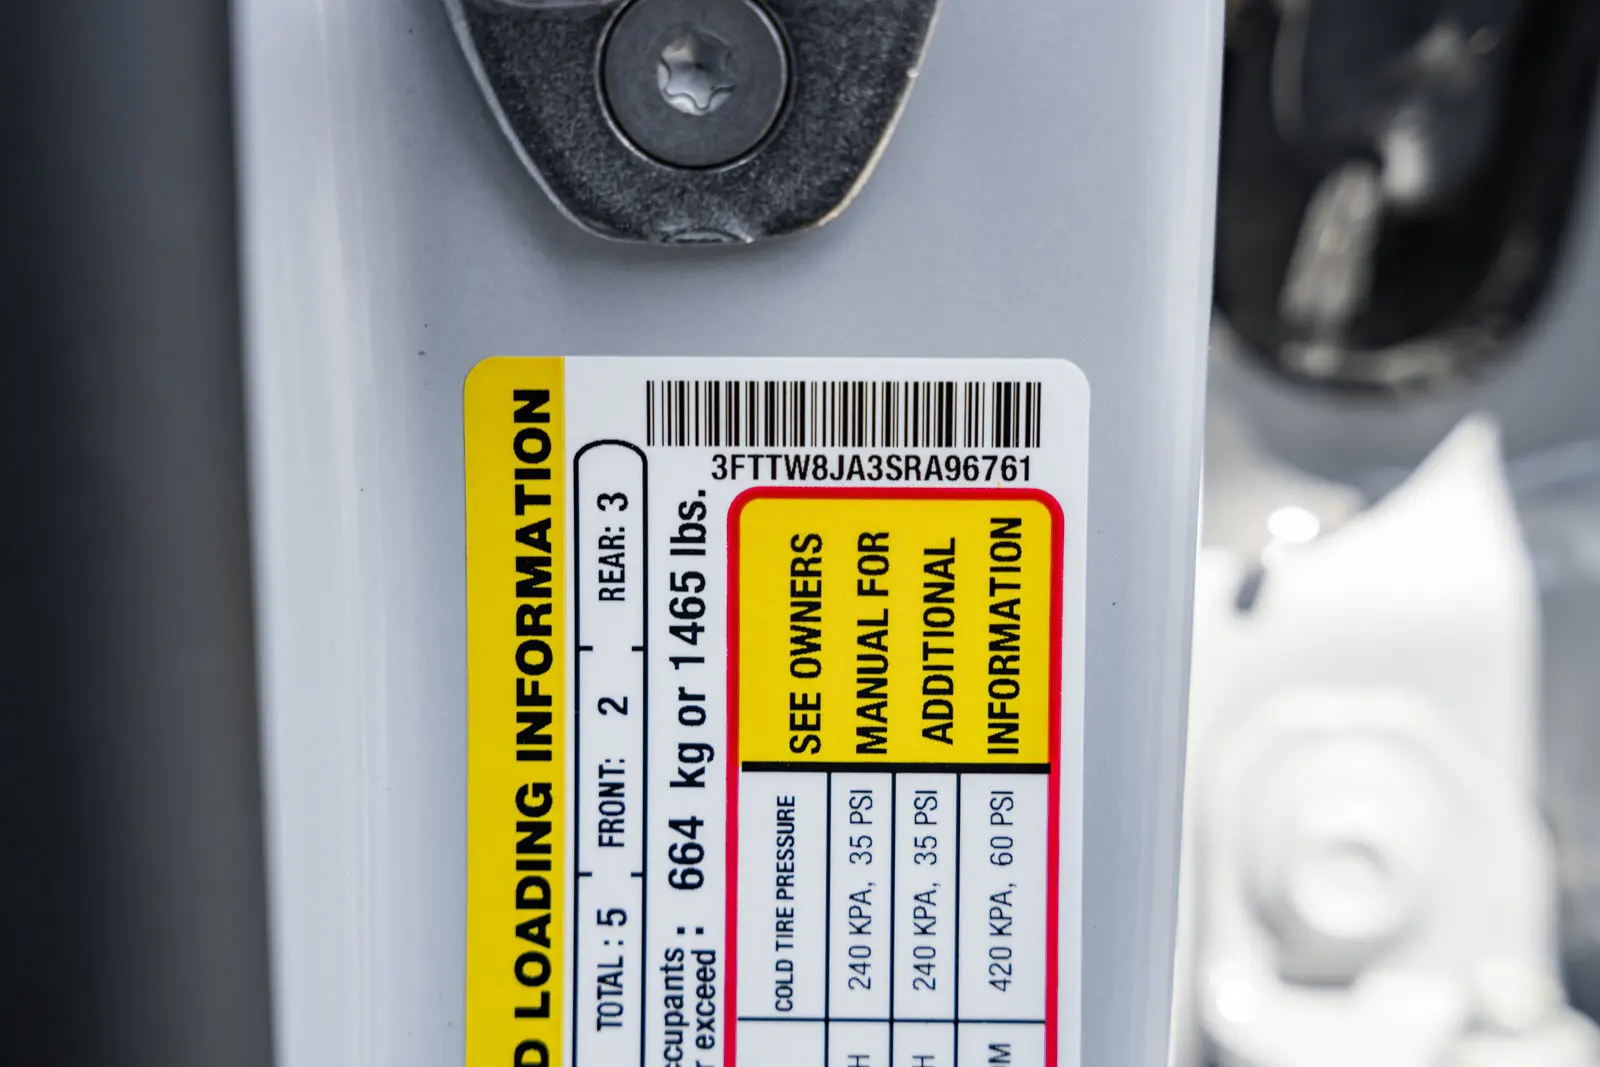 3FTTW8JA3SRA96761
LOADING INFORMATION
TOTAL : 5 FRONT: 2 REAR: 3
664 kg or 1465 lbs.
exceed :
COLD TIRE PRESSURE
240 KPA, 35 PSI
240 KPA, 35 PSI
420 KPA, 60 PSI
SEE OWNERS
MANUAL FOR
ADDITIONAL
INFORMATION